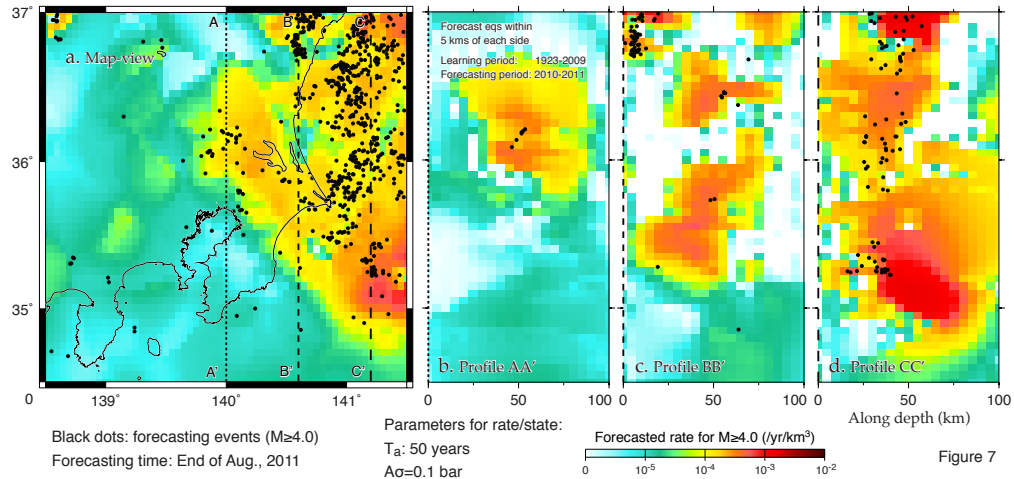 37°
36°
35°
0
139°
140°
141°
A
B
C
a. Map-view
A'
B'
C'
Forecast eqs within
5 kms of each side
Learning period: 1923-2009
Forecasting period: 2010-2011
b. Profile AA'
0
50
100
c. Profile BB'
50
100
d. Profile CC'
50
100
Along depth (km)
Black dots: forecasting events (M≥4.0)
Forecasting time: End of Aug., 2011
Parameters for rate/state:
Ta: 50 years
Aσ=0.1 bar
Forecasted rate for M≥4.0 (/yr/km³)
0
10⁻⁵
10⁻⁴
10⁻³
10⁻²
Figure 7